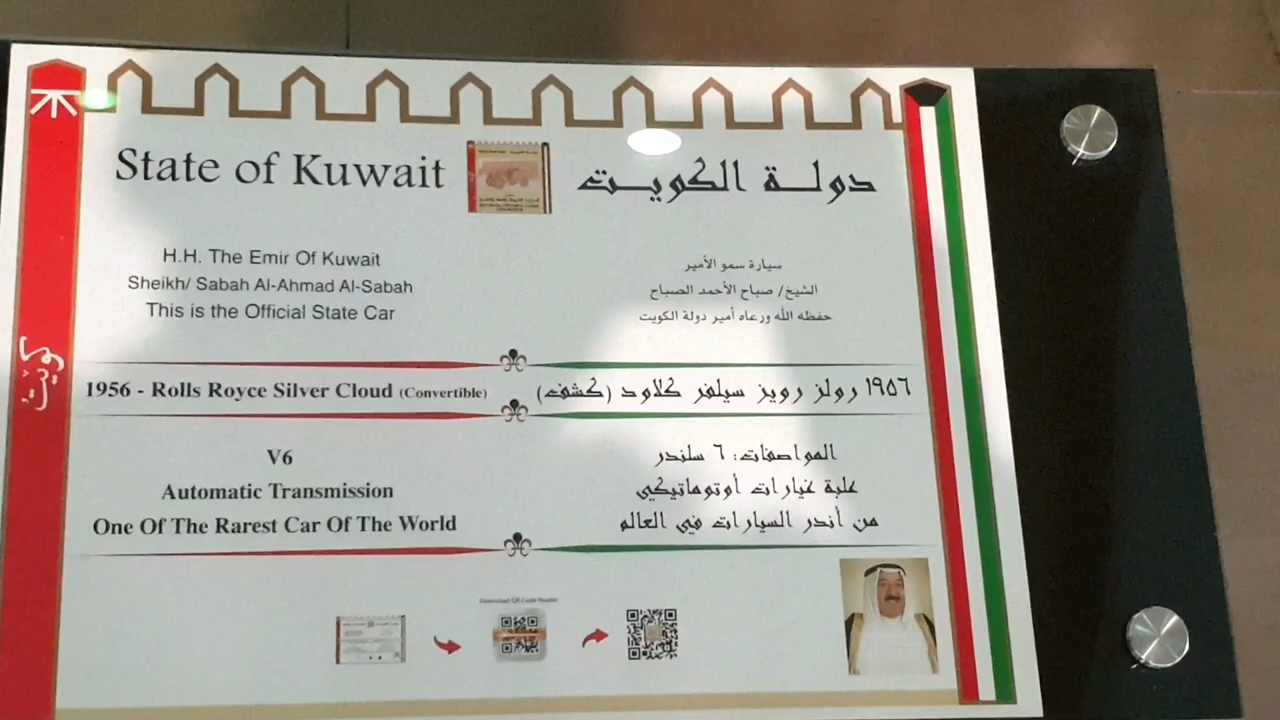 State of Kuwait
دولة الكويت
H.H. The Emir Of Kuwait
Sheikh/ Sabah Al-Ahmad Al-Sabah
This is the Official State Car
سيارة سمو الأمير
الشيخ/ صباح الأحمد الصباح
حفظه الله ورعاه أمير دولة الكويت
كويت
1956 - Rolls Royce Silver Cloud (Convertible)
١٩٥٦ رولز رويز سيلفر كلاود (كشف)
V6
Automatic Transmission
One Of The Rarest Car Of The World
المواصفات: ٦ سلندر
علبة غيارات أوتوماتيكي
من أندر السيارات في العالم
Download QR Code Reader